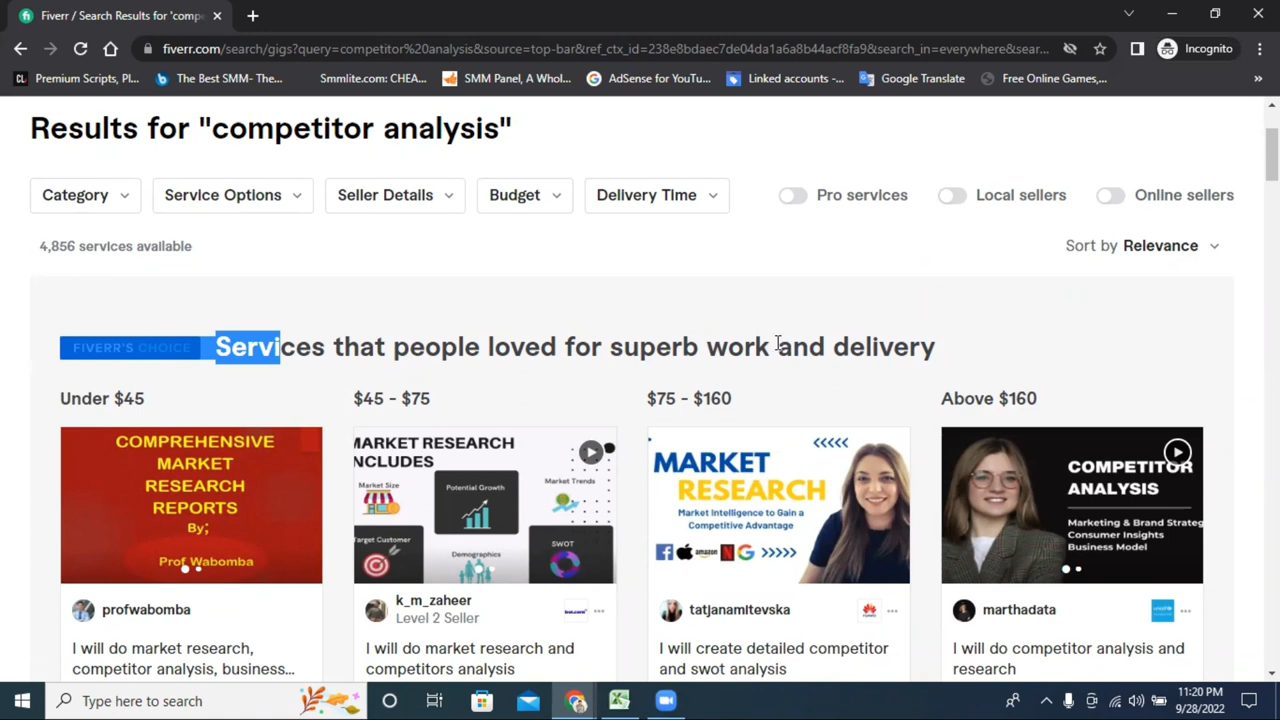 Fiverr / Search Results for 'comp
fiverr.com/search/gigs?query=competitor%20analysis&source=top-bar&ref_ctx_id=238e8bdaec7de04da1a6a8b44acf8fa9&search_in=everywhere&sear...
Incognito
Premium Scripts, Pl...
The Best SMM- The...
Smmlite.com: CHEA...
SMM Panel, A Whol...
AdSense for YouTu...
Linked accounts -...
Google Translate
Free Online Games,...
Results for "competitor analysis"
Category
Service Options
Seller Details
Budget
Delivery Time
Pro services
Local sellers
Online sellers
4,856 services available
Sort by Relevance
FIVERR'S CHOICE
Services that people loved for superb work and delivery
Under $45
$45 - $75
$75 - $160
Above $160
COMPREHENSIVE
MARKET
RESEARCH
REPORTS
By;
Prof Wabomba
MARKET RESEARCH
NCLUDES
Market Size
Potential Growth
Market Trends
Target Customer
Demographics
SWOT
MARKET
RESEARCH
Market Intelligence to Gain a
Competitive Advantage
amazon
COMPETITOR
ANALYSIS
Marketing & Brand Strateg
Consumer Insights
Business Model
profwabomba
k_m_zaheer
Level 2 Seller
tatjanamltevska
marthadata
I will do market research,
competitor analysis, business...
I will do market research and
competitors analysis
I will create detailed competitor
and swot analysis
I will do competitor analysis and
research
Type here to search
11:20 PM
9/28/2022